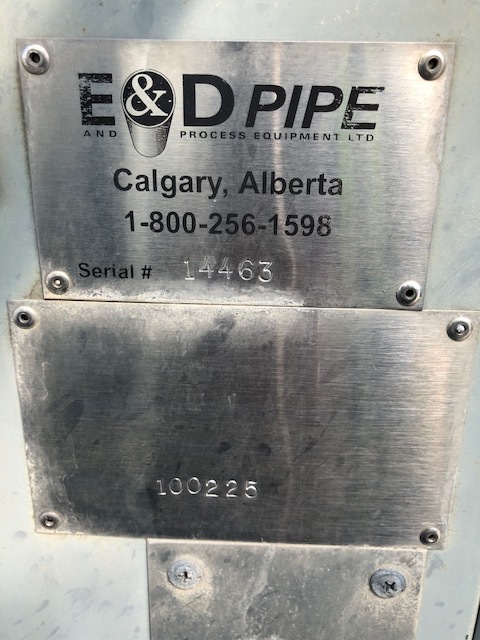 E&D PIPE
AND PROCESS EQUIPMENT LTD
Calgary, Alberta
1-800-256-1598
Serial # 14463
100225